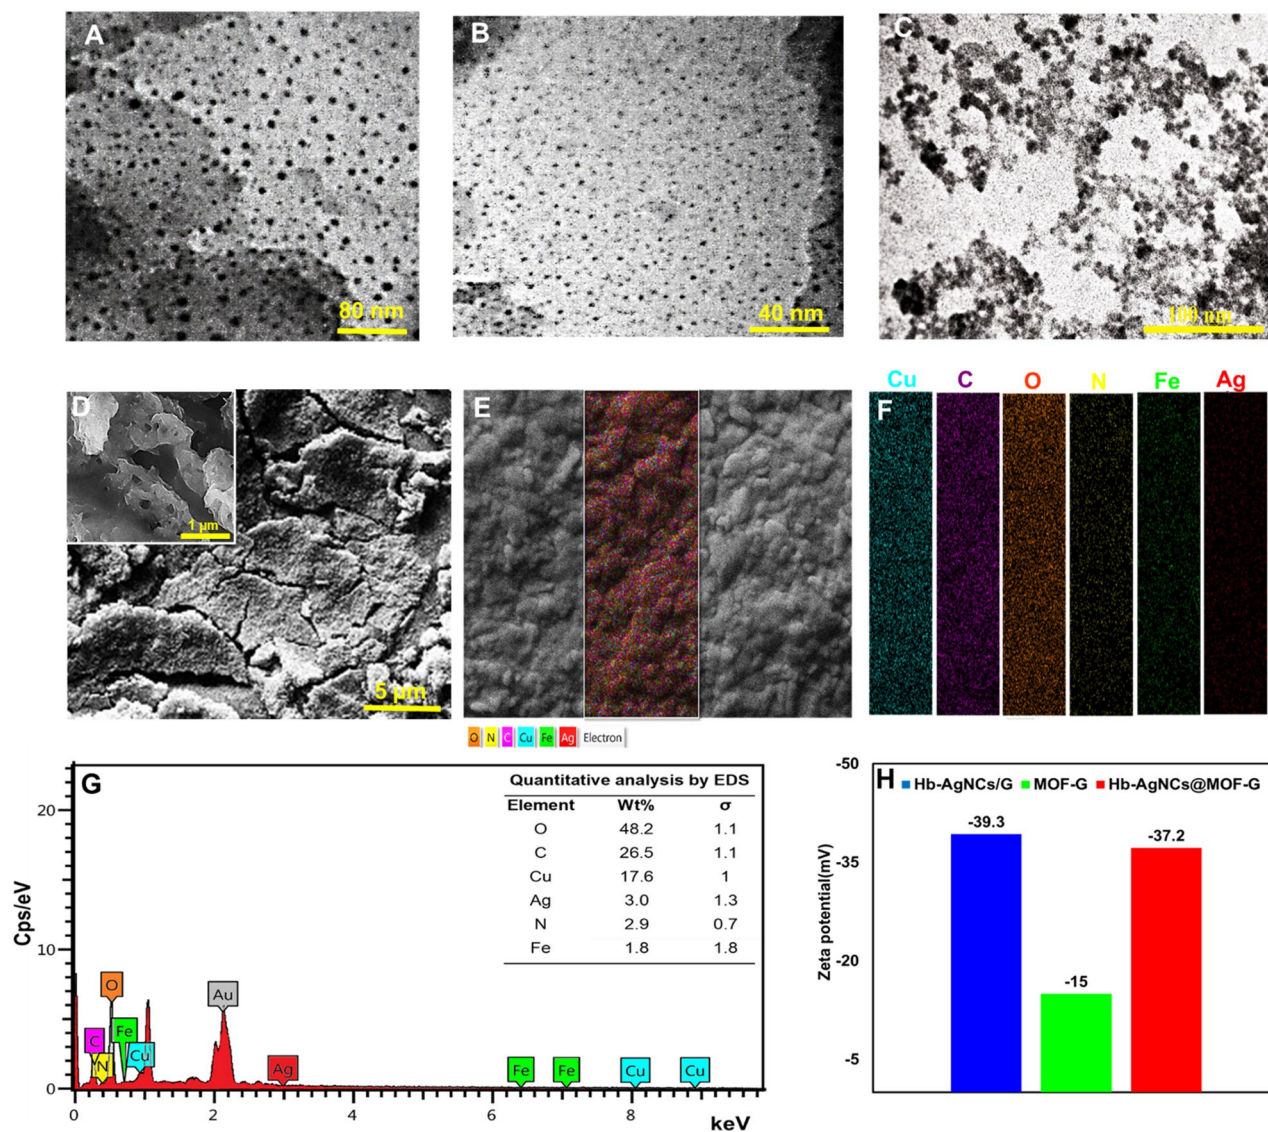 A
80 nm
B
40 nm
C
100 nm
D
1 µm
5 µm
E
O N C Cu Fe Ag Electron
Cu C O N Fe Ag
F
G
Cps/eV
20
10
0
Quantitative analysis by EDS
Element Wt% σ
O 48.2 1.1
C 26.5 1.1
Cu 17.6 1
Ag 3.0 1.3
N 2.9 0.7
Fe 1.8 1.8
O
C
N
Fe
Cu
Au
Ag
Fe
Fe
Cu
Cu
0 2 4 6 8
keV
H
Hb-AgNCs/G MOF-G Hb-AgNCs@MOF-G
Zeta potential(mV)
-50
-35
-20
-5
-39.3
-15
-37.2